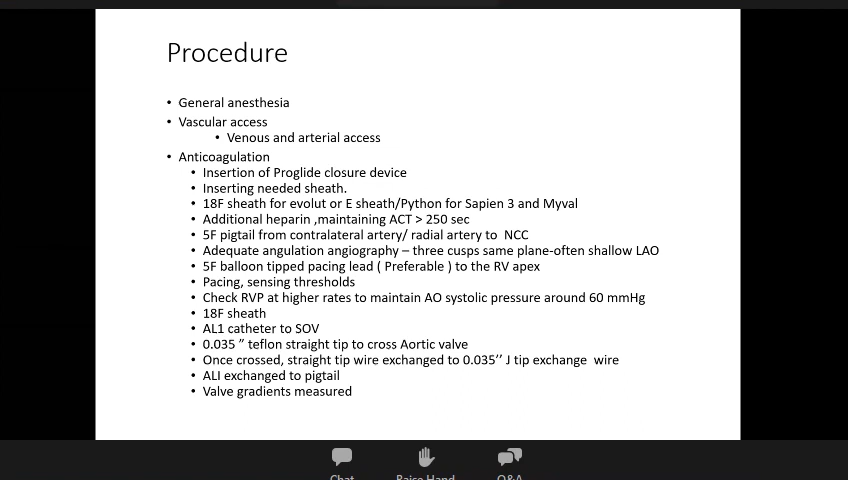 Procedure
• General anesthesia
• Vascular access
• Venous and arterial access
• Anticoagulation
• Insertion of Proglide closure device
• Inserting needed sheath.
• 18F sheath for evolut or E sheath/Python for Sapien 3 and Myval
• Additional heparin ,maintaining ACT > 250 sec
• 5F pigtail from contralateral artery/ radial artery to  NCC
• Adequate angulation angiography – three cusps same plane-often shallow LAO
• 5F balloon tipped pacing lead ( Preferable ) to the RV apex
• Pacing, sensing thresholds
• Check RVP at higher rates to maintain AO systolic pressure around 60 mmHg
• 18F sheath
• AL1 catheter to SOV
• 0.035 ” teflon straight tip to cross Aortic valve
• Once crossed, straight tip wire exchanged to 0.035’’ J tip exchange  wire
• ALI exchanged to pigtail
• Valve gradients measured
Chat Raise Hand Q&A